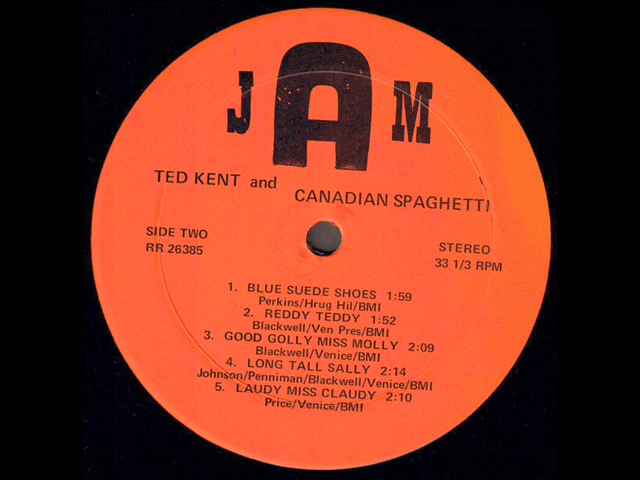 JAM
TED KENT and
CANADIAN SPAGHETTI
SIDE TWO
RR 26385
STEREO
33 1/3 RPM
1. BLUE SUEDE SHOES 1:59
Perkins/Hrug Hil/BMI
2. REDDY TEDDY 1:52
Blackwell/Ven Pres/BMI
3. GOOD GOLLY MISS MOLLY 2:09
Blackwell/Venice/BMI
4. LONG TALL SALLY 2:14
Johnson/Penniman/Blackwell/Venice/BMI
5. LAUDY MISS CLAUDY 2:10
Price/Venice/BMI